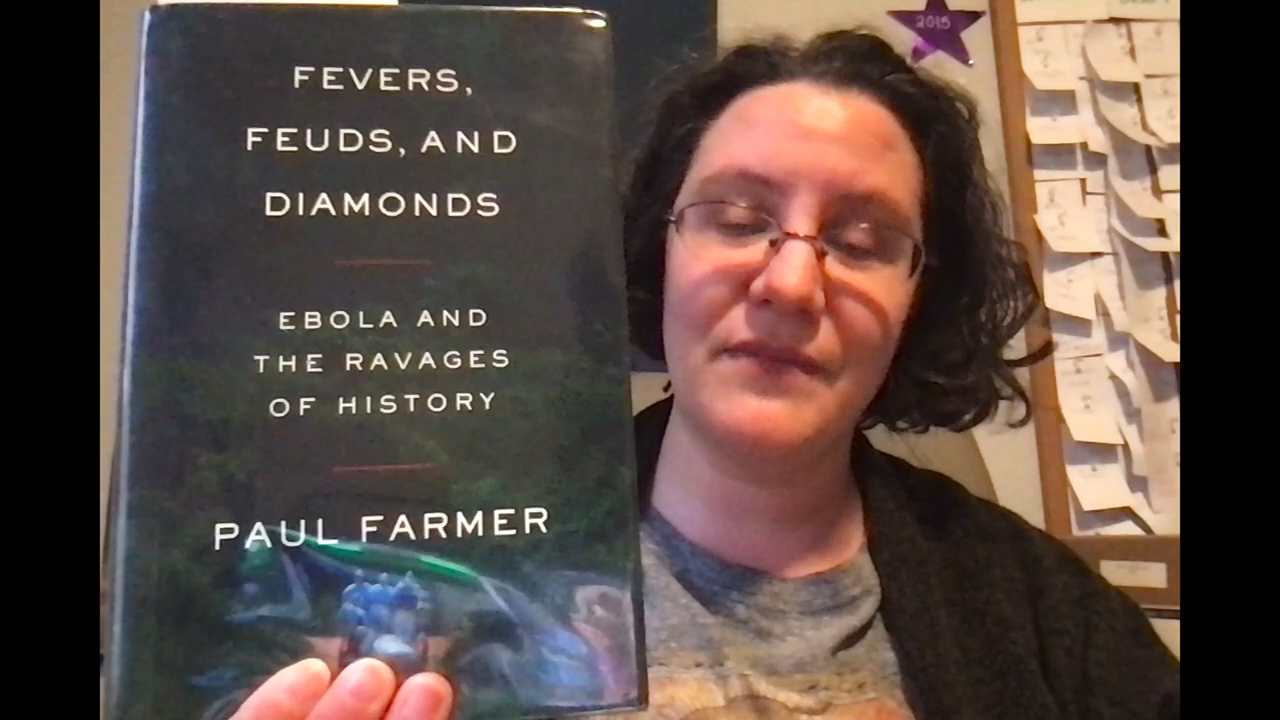 FEVERS,
FEUDS, AND
DIAMONDS
EBOLA AND
THE RAVAGES
OF HISTORY
PAUL FARMER
2015